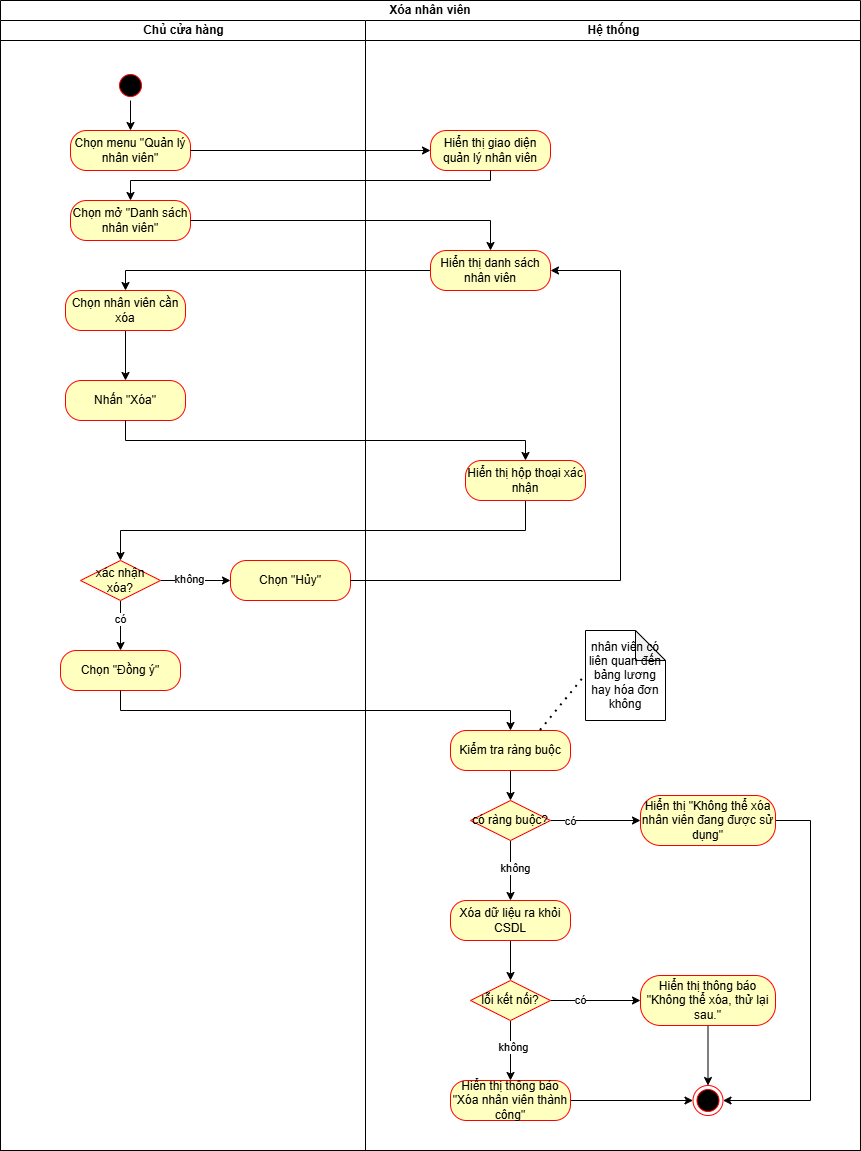 Xóa nhân viên
Chủ cửa hàng
Hệ thống
Chọn menu "Quản lý
nhân viên"
Hiển thị giao diện
quản lý nhân viên
Chọn mở "Danh sách
nhân viên"
Hiển thị danh sách
nhân viên
Chọn nhân viên cần
xóa
Nhấn "Xóa"
Hiển thị hộp thoại xác
nhận
xác nhận
xóa?
không
Chọn "Hủy"
có
Chọn "Đồng ý"
nhân viên có
liên quan đến
bảng lương
hay hóa đơn
không
Kiểm tra ràng buộc
có ràng buộc?
có
Hiển thị "Không thể xóa
nhân viên đang được sử
dụng"
không
Xóa dữ liệu ra khỏi
CSDL
lỗi kết nối?
có
Hiển thị thông báo
"Không thể xóa, thử lại
sau."
không
Hiển thị thông báo
"Xóa nhân viên thành
công"